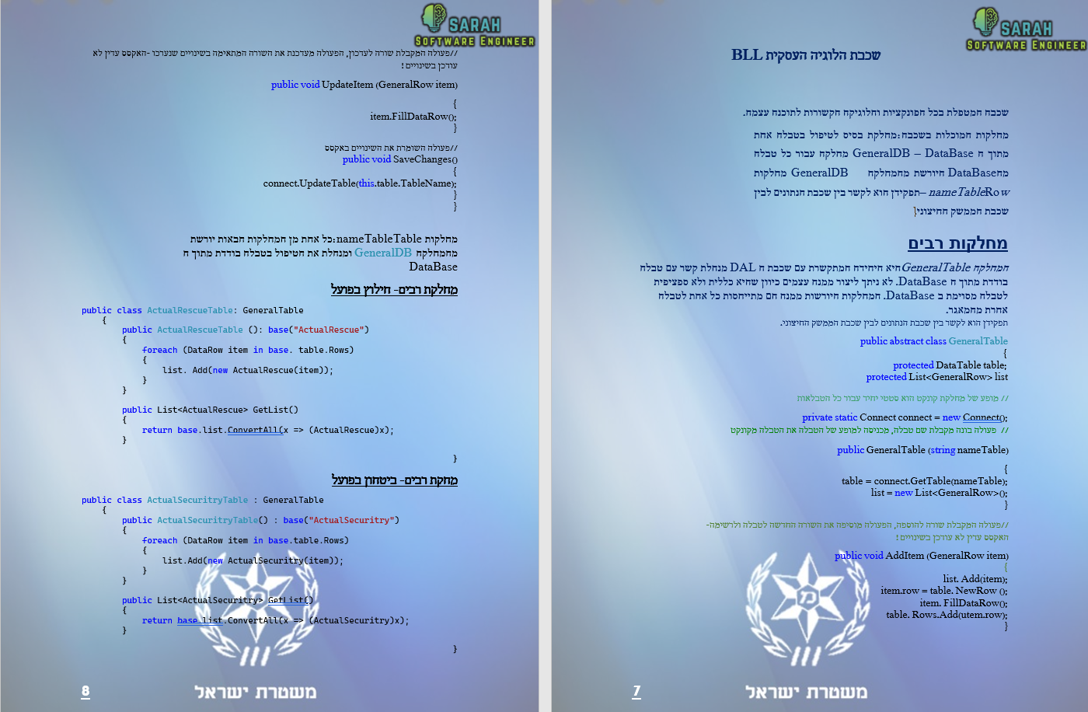 SARAH
SOFTWARE ENGINEER
שכבת הלוגיה העסקית BLL
שכבה המטפלת בכל הפונקציות והלוגיקה הקשורות לתוכנה עצמה.
מחלקות המוכלות בשכבה:מחלקת בסיס לטיפול בטבלה אחת
מתוך ה GeneralDB – DataBase מחלקה עבור כל טבלה
מהDataBase היורשת מהמחלקה GeneralDB מחלקות
nameTableRow –תפקידן הוא לקשר בין שכבת הנתונים לבין
שכבת הממשק החיצוני{
מחלקות רבים
המחלקה GeneralTableהיא היחידה המתקשרת עם שכבת ה DAL מנהלת קשר עם טבלה
בודדת מתוך ה DataBase. לא ניתן ליצור ממנה עצמים כיוון שהיא כללית ולא ספציפית
לטבלה מסוימת ב DataBase. המחלקות היורשות ממנה הם מתייחסות כל אחת לטבלה
אחרת מהמאגר.
תפקידן הוא לקשר בין שכבת הנתונים לבין שכבת הממשק החיצוני.
public abstract class GeneralTable
{
protected DataTable table;
protected List<GeneralRow> list
// מופע של מחלקת קונקט הוא סטטי יחיד עבור כל הטבלאות
private static Connect connect = new Connect();
// פעולה בונה מקבלת שם טבלה, מכניסה למופע של הטבלה את הטבלה מקונקט
public GeneralTable (string nameTable)
{
table = connect.GetTable(nameTable);
list = new List<GeneralRow>();
}
//פעולה המקבלת שורה להוספה, הפעולה מוסיפה את השורה החדשה לטבלה ולרשימה-
האקסס עדין לא עודכן בשינויים!
public void AddItem (GeneralRow item)
{
list. Add(item);
item.row = table. NewRow ();
item. FillDataRow();
table. Rows.Add(utem.row);
}
משטרת ישראל
7
SARAH
SOFTWARE ENGINEER
//פעולה המקבלת שורה לעדכון, הפעולה מעדכנת את השורה המתאימה בשינויים שנערכו -האקסס עדין לא
עודכן בשינויים!
public void UpdateItem (GeneralRow item)
{
item.FillDataRow();
}
//פעולה השומרת את השינויים באקסס
public void SaveChanges()
{
connect.UpdateTable(this.table.TableName);
}
}
מחלקות nameTableTable:כל אחת מן המחלקות הבאות יורשת
מהמחלקה GeneralDB ומנהלת את הטיפול בטבלה בודדת מתוך ה
DataBase
מחלקת רבים- חילוץ בפועל
public class ActualRescueTable: GeneralTable
{
public ActualRescueTable (): base("ActualRescue")
{
foreach (DataRow item in base. table.Rows)
{
list. Add(new ActualRescue(item));
}
}
public List<ActualRescue> GetList()
{
return base.list.ConvertAll(x => (ActualRescue)x);
}
}
מחקת רבים- ביטחון בפועל
public class ActualSecuritryTable : GeneralTable
{
public ActualSecuritryTable() : base("ActualSecuritry")
{
foreach (DataRow item in base.table.Rows)
{
list.Add(new ActualSecuritry(item));
}
}
public List<ActualSecuritry> GetList()
{
return base.list.ConvertAll(x => (ActualSecuritry)x);
}
}
משטרת ישראל
8